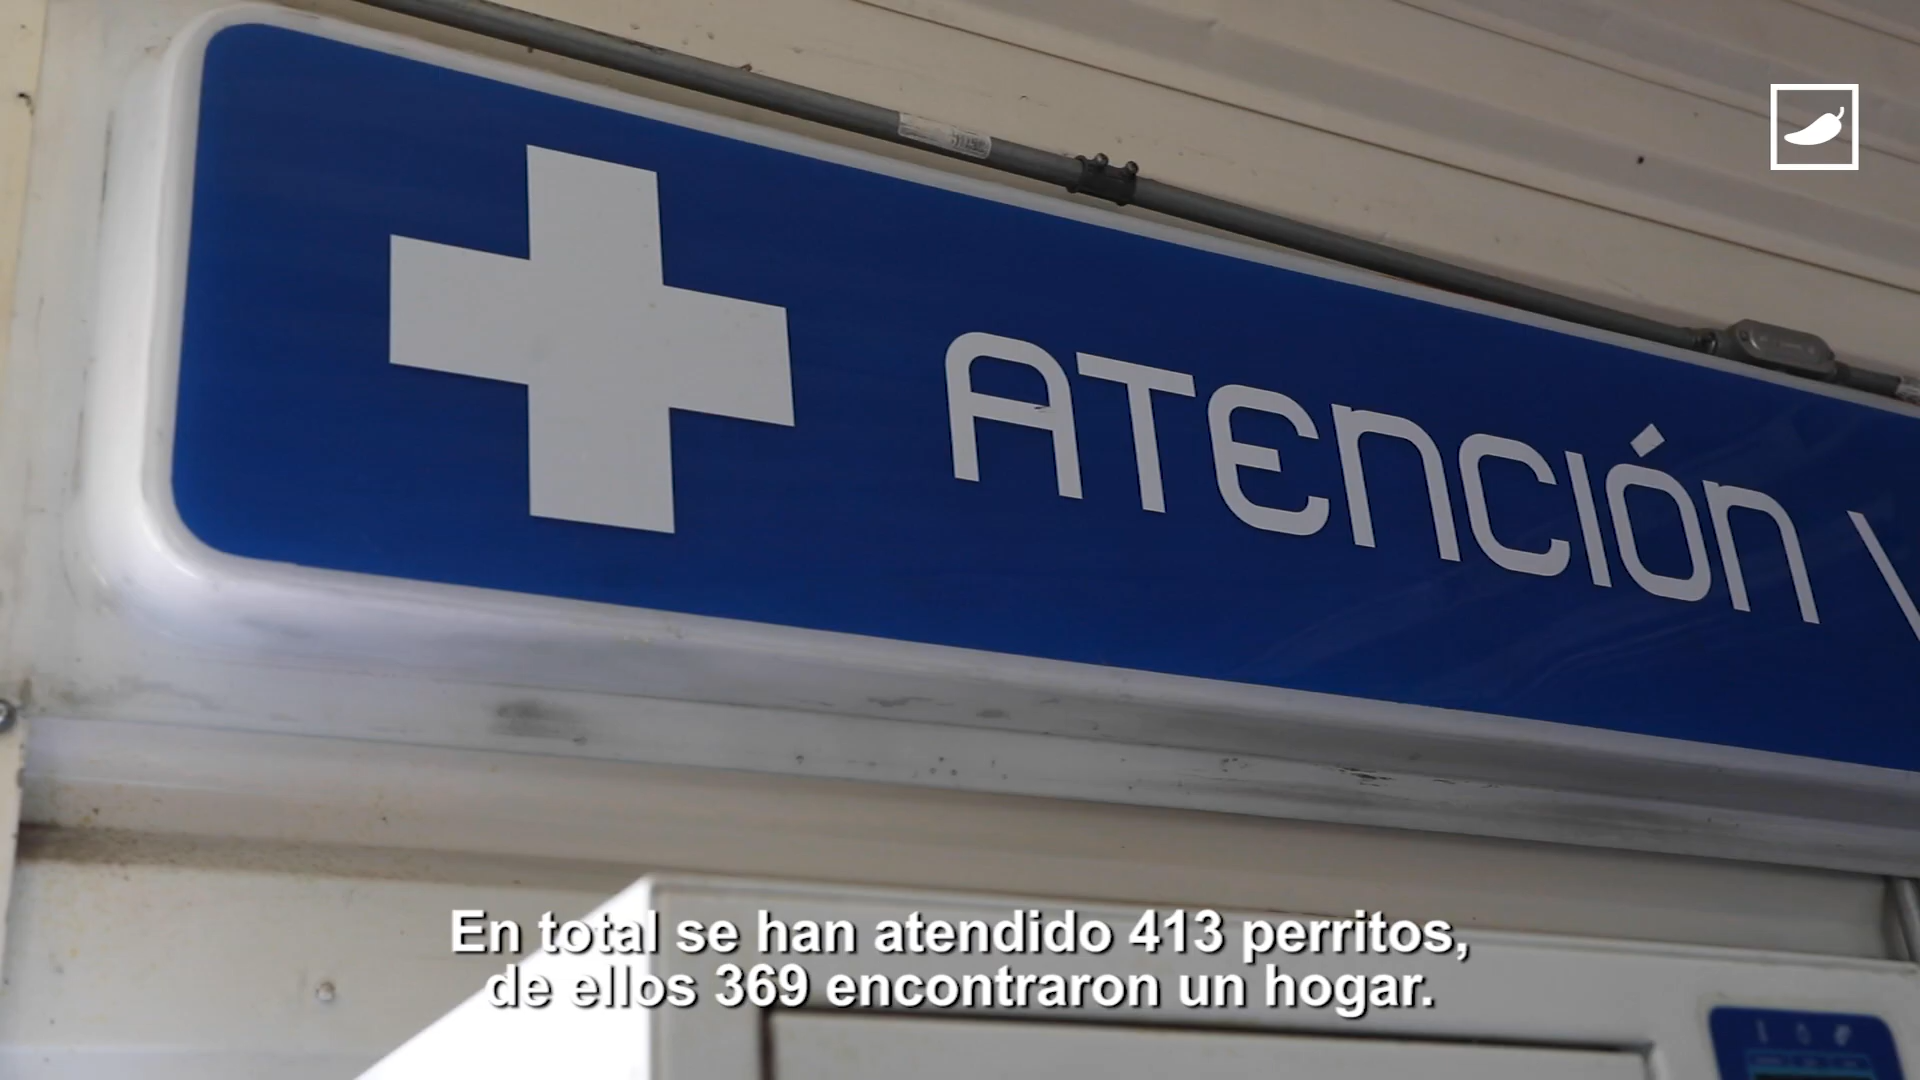 ATENCIÓN
En total se han atendido 413 perritos,
de ellos 369 encontraron un hogar.